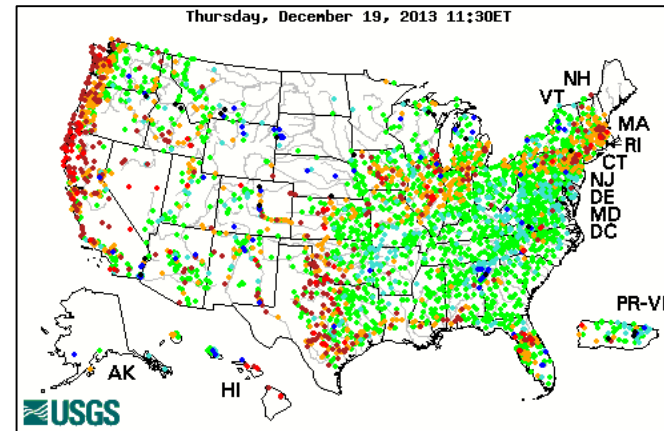 Thursday, December 19, 2013 11:30ET
NH
VT
MA
RI
CT
NJ
DE
MD
DC
PR-VI
AK
HI
USGS